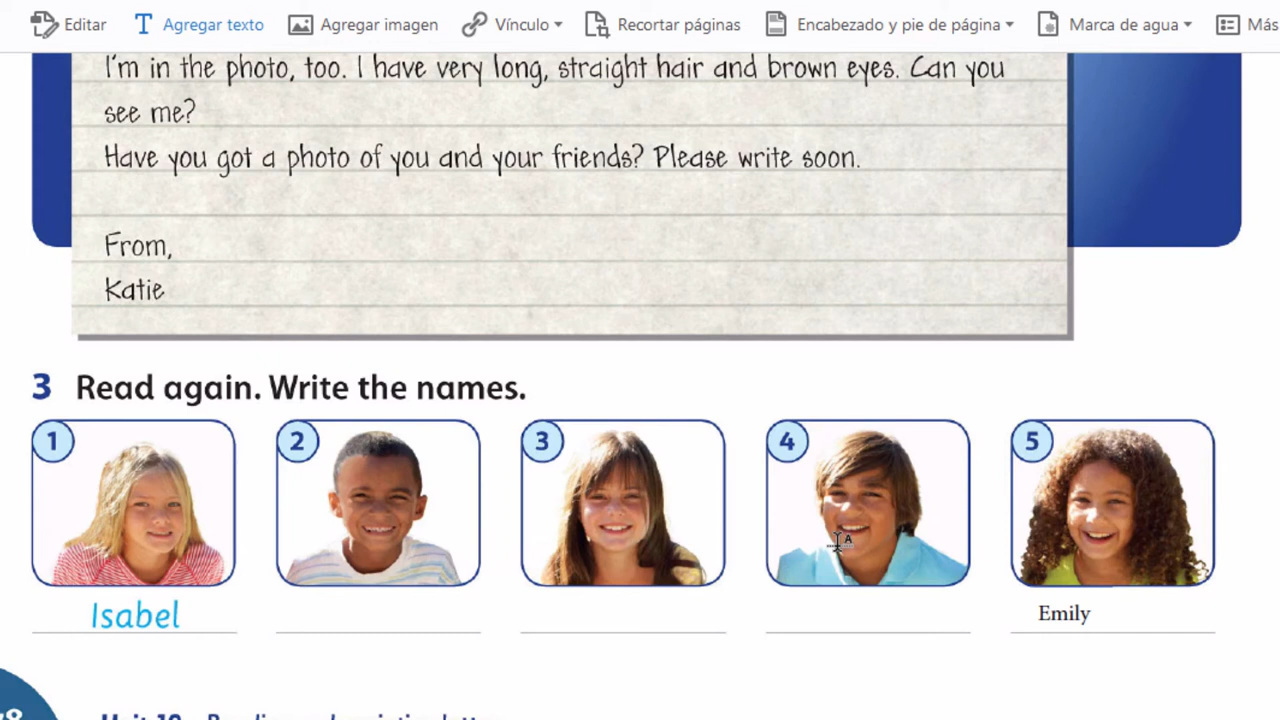 Editar Agregar texto Agregar imagen Vínculo Recortar páginas Encabezado y pie de página Marca de agua Más
I'm in the photo, too. I have very long, straight hair and brown eyes. Can you
see me?
Have you got a photo of you and your friends? Please write soon.
From,
Katie
3 Read again. Write the names.
1 2 3 4 5
Isabel Emily